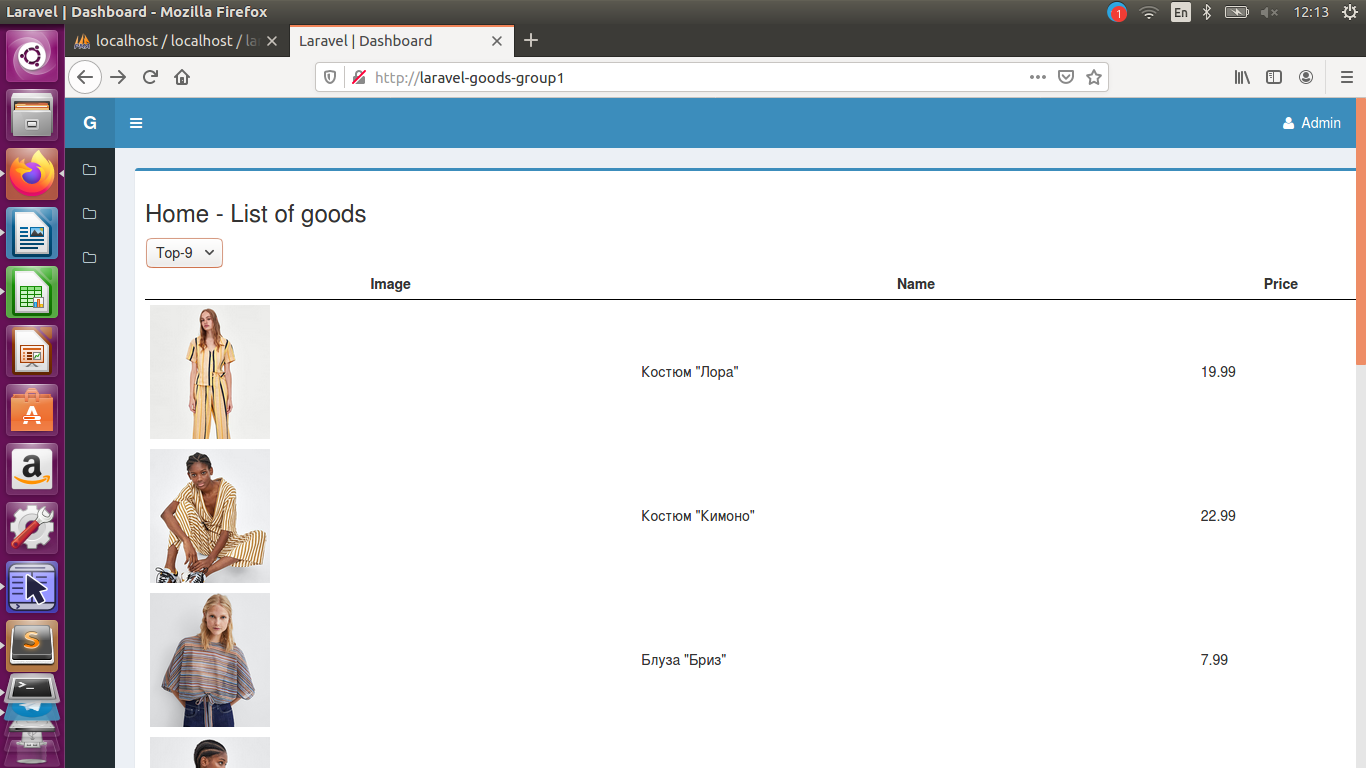 Laravel | Dashboard - Mozilla Firefox
1
En
12:13
localhost / localhost / la
Laravel | Dashboard
http://laravel-goods-group1
G
Admin
Home - List of goods
Top-9
Image Name Price
Костюм "Лора" 19.99
Костюм "Кимоно" 22.99
Блуза "Бриз" 7.99